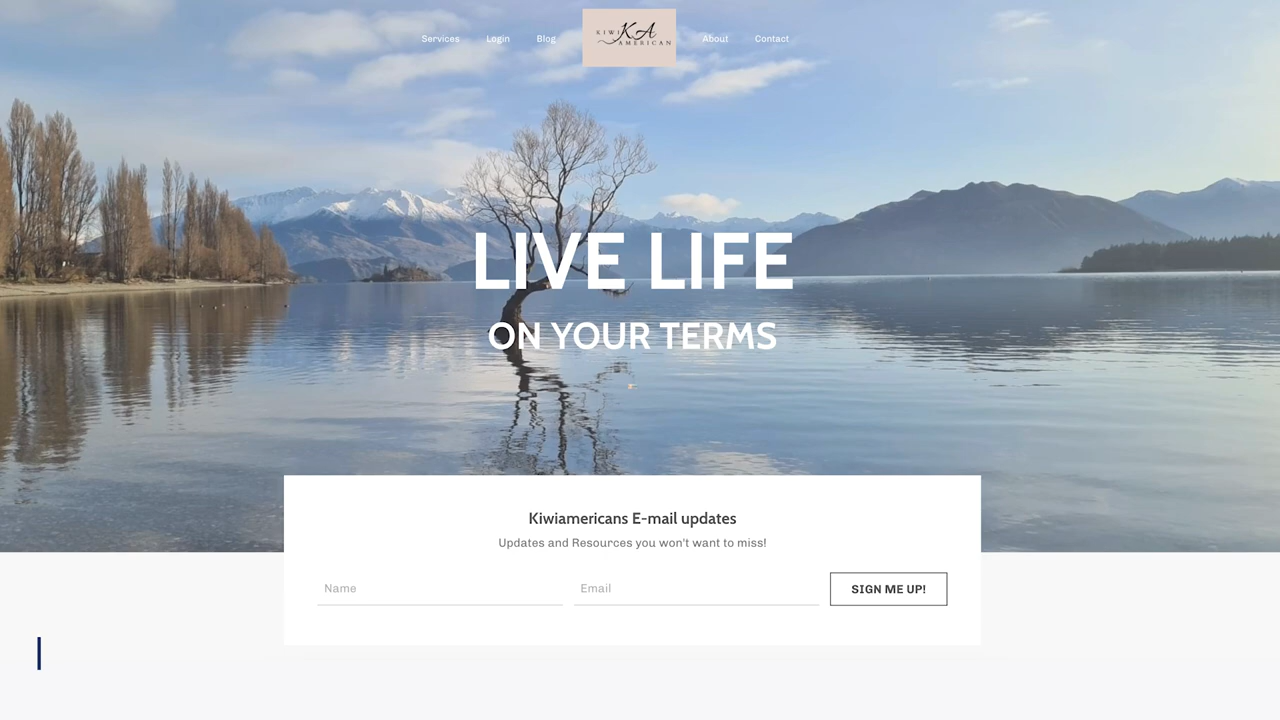 Services Login Blog
KIWI KA
AMERICAN
About Contact
LIVE LIFE
ON YOUR TERMS
Kiwiamericans E-mail updates
Updates and Resources you won't want to miss!
Name Email SIGN ME UP!